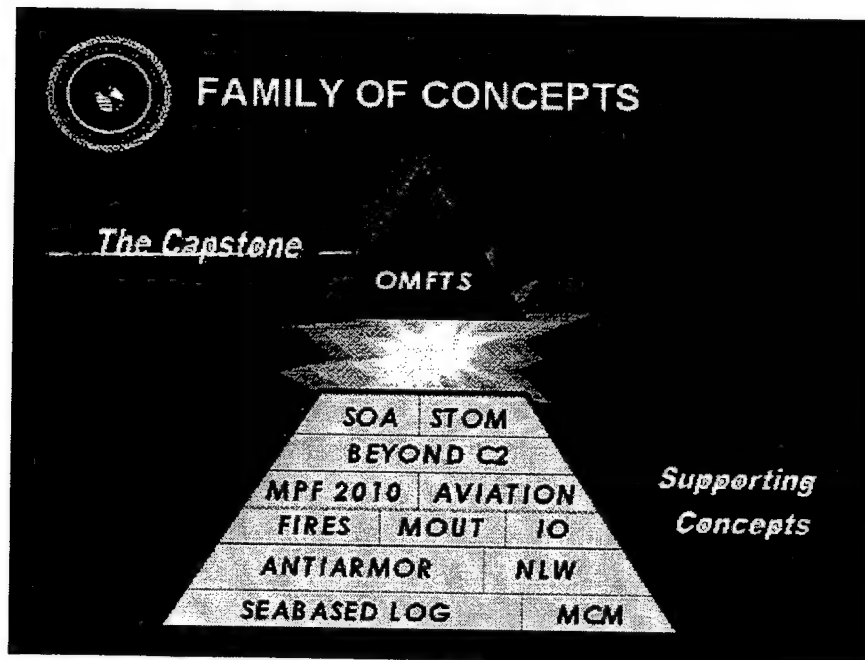 FAMILY OF CONCEPTS
The Capstone
OMFTS
SOA STOM
BEYOND C2
MPF 2010 AVIATION
FIRES MOUT IO
ANTIARMOR NLW
SEABASED LOG MCM
Supporting
Concepts